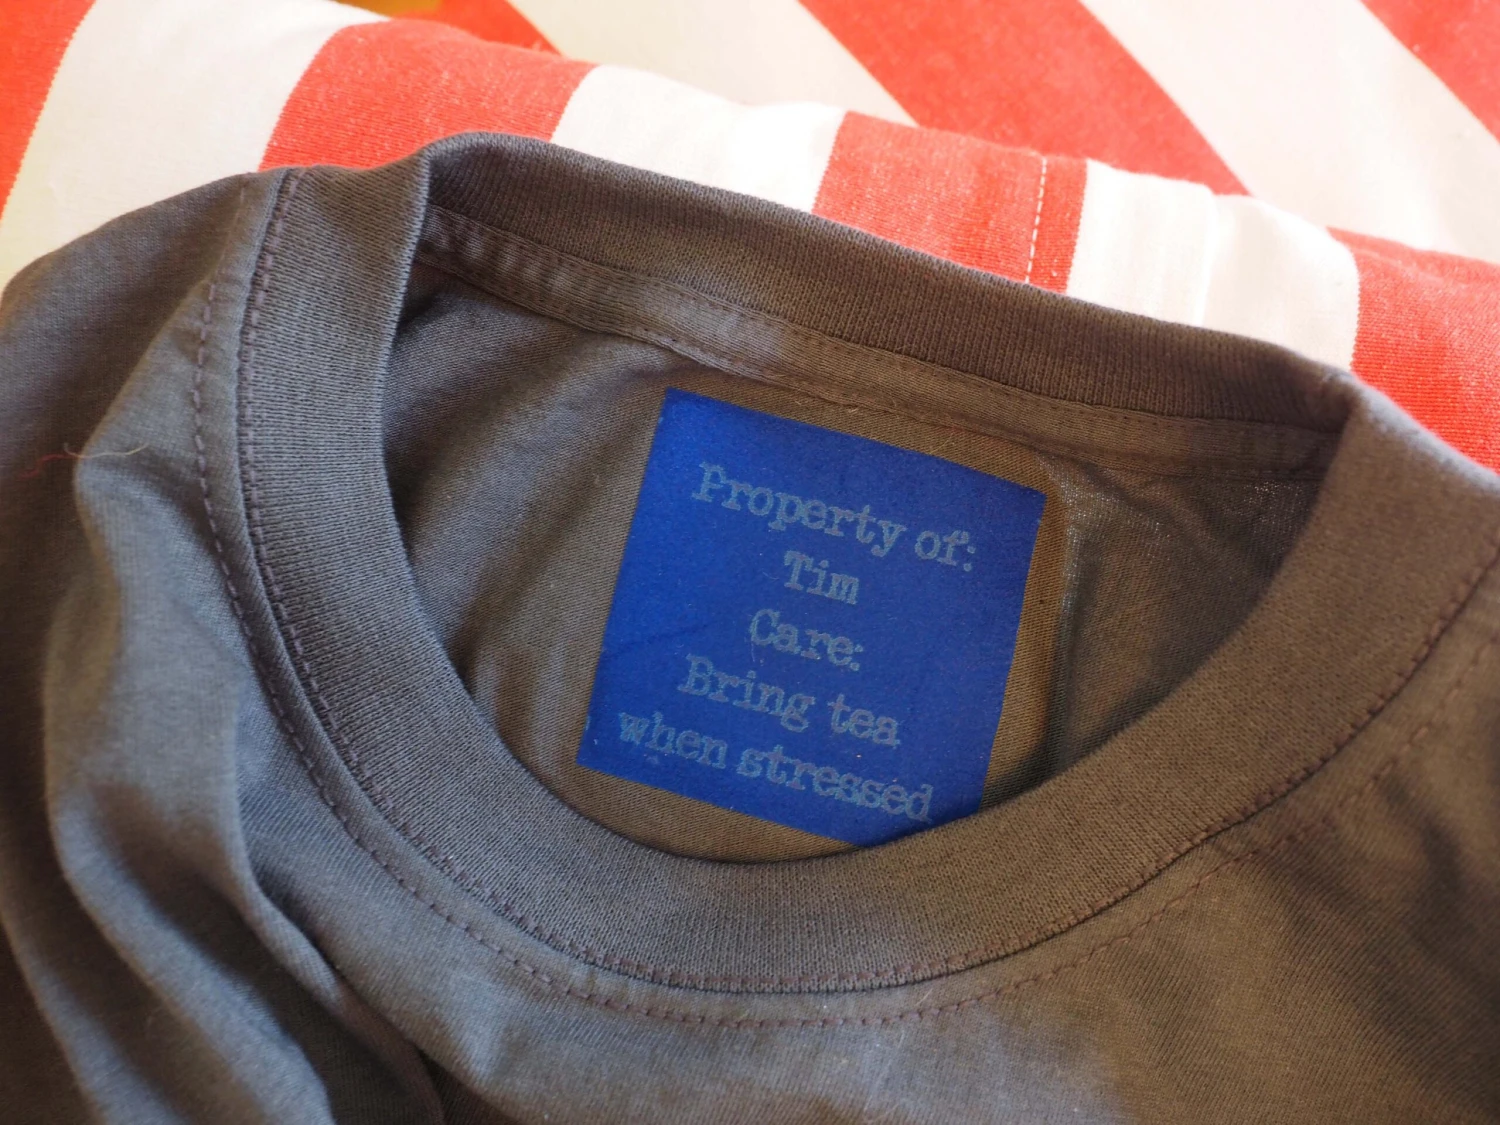 Property of:
Tim
Care:
Bring tea
when stressed